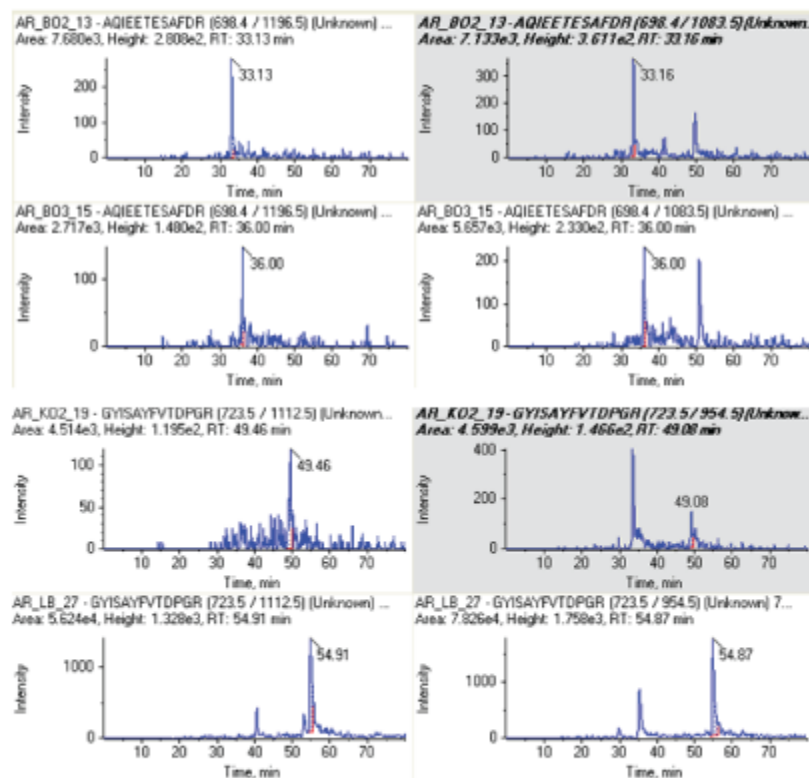 AR_BO2_13 - AQIEETESAFDR (698.4 / 1196.5) (Unknown) ...
Area: 7.680e3, Height: 2.808e2, RT: 33.13 min
Intensity
200
100
0
33.13
10 20 30 40 50 60 70
Time, min
AR_BO2_13 - AQIEETESAFDR (698.4 / 1083.5) (Unknown...
Area: 7.133e3, Height: 3.611e2, RT: 33.16 min
Intensity
300
200
100
0
33.16
10 20 30 40 50 60 70
Time, min
AR_BO3_15 - AQIEETESAFDR (698.4 / 1196.5) (Unknown) ...
Area: 2.717e3, Height: 1.480e2, RT: 36.00 min
Intensity
100
50
0
36.00
10 20 30 40 50 60 70
Time, min
AR_BO3_15 - AQIEETESAFDR (698.4 / 1083.5) (Unknown) ...
Area: 5.657e3, Height: 2.330e2, RT: 36.00 min
Intensity
200
100
0
36.00
10 20 30 40 50 60 70
Time, min
AR_KO2_19 - GYISAYFVTDPGR (723.5 / 1112.5) (Unknown...
Area: 4.514e3, Height: 1.195e2, RT: 49.46 min
Intensity
100
50
0
49.46
10 20 30 40 50 60 70
Time, min
AR_KO2_19 - GYISAYFVTDPGR (723.5 / 954.5) (Unknow...
Area: 4.599e3, Height: 1.466e2, RT: 49.08 min
Intensity
400
200
0
49.08
10 20 30 40 50 60 70
Time, min
AR_LB_27 - GYISAYFVTDPGR (723.5 / 1112.5) (Unknown) ...
Area: 5.624e4, Height: 1.328e3, RT: 54.91 min
Intensity
1000
0
54.91
10 20 30 40 50 60 70
Time, min
AR_LB_27 - GYISAYFVTDPGR (723.5 / 954.5) (Unknown) 7...
Area: 7.826e4, Height: 1.758e3, RT: 54.87 min
Intensity
1000
0
54.87
10 20 30 40 50 60 70
Time, min